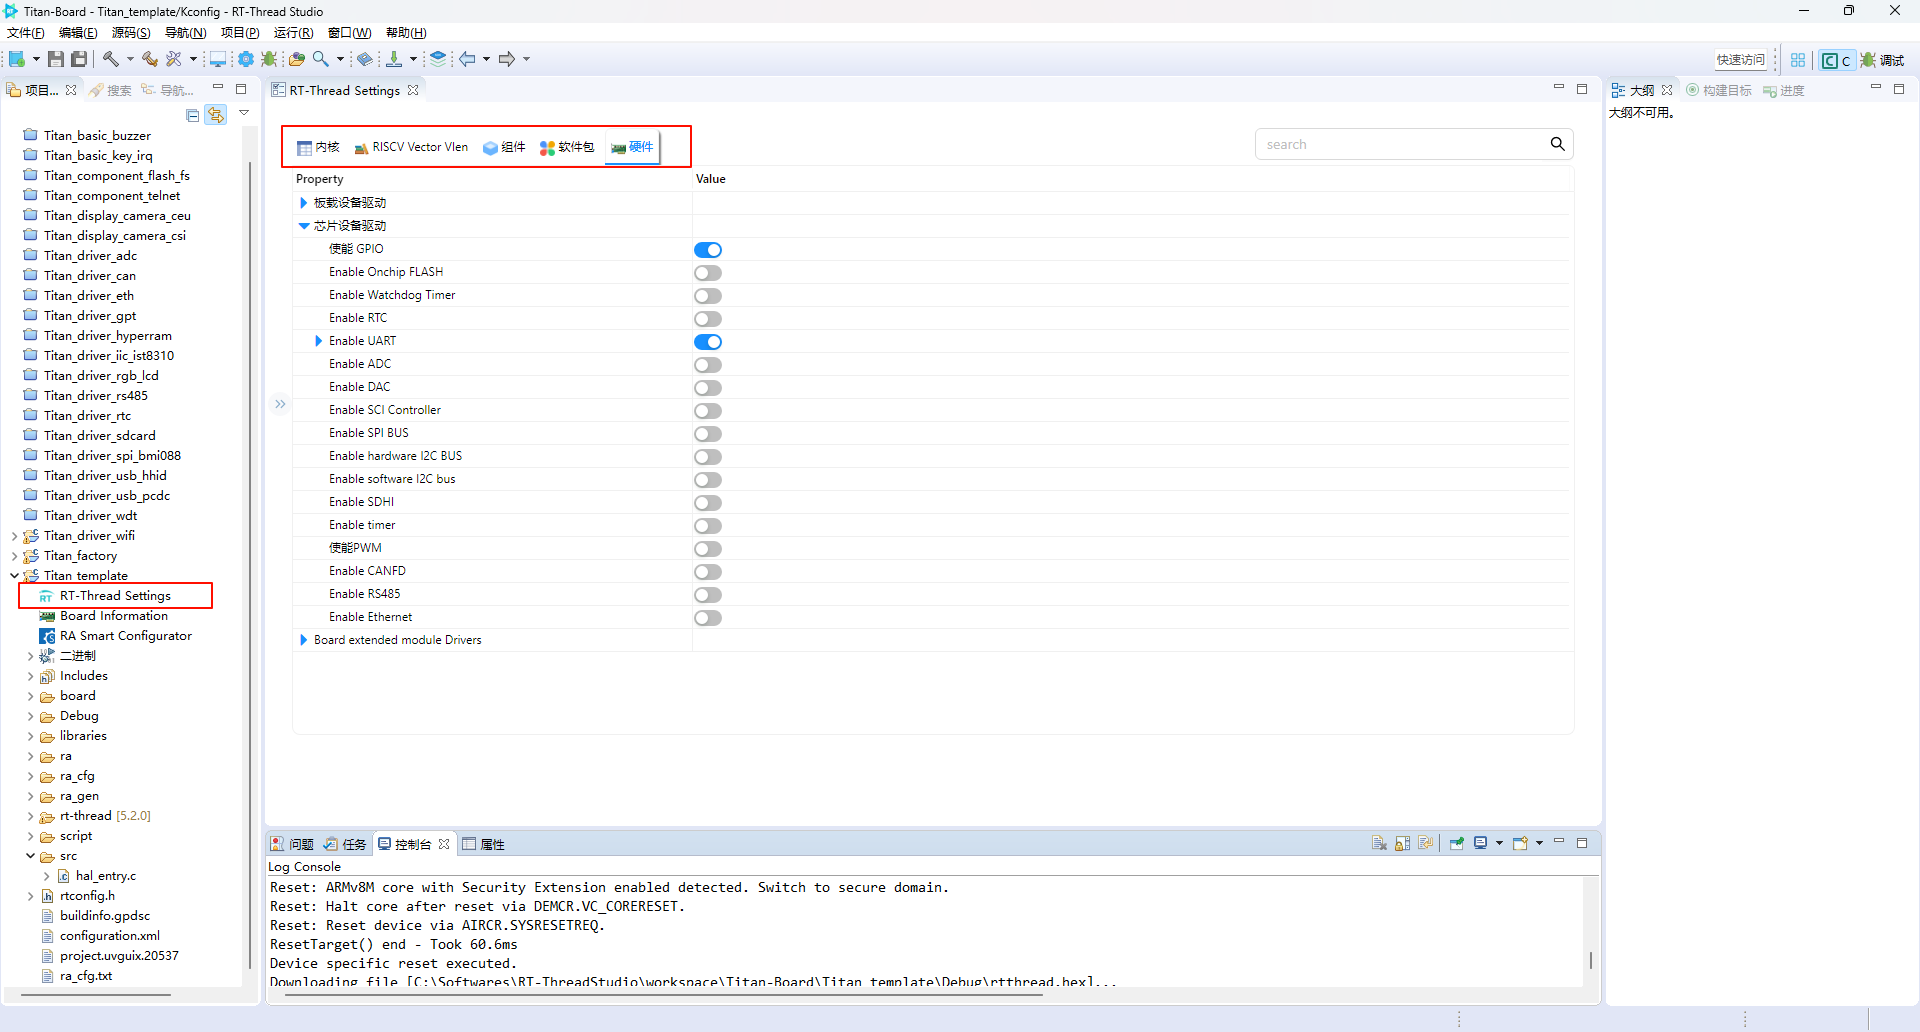 Titan-Board - Titan_template/Kconfig - RT-Thread Studio
文件(F) 编辑(E) 源码(S) 导航(N) 项目(P) 运行(R) 窗口(W) 帮助(H)
快速访问 C 调试
项目... 搜索 导航...
RT-Thread Settings
大纲 构建目标 进度
大纲不可用。
Titan_basic_buzzer
Titan_basic_key_irq
Titan_component_flash_fs
Titan_component_telnet
Titan_display_camera_ceu
Titan_display_camera_csi
Titan_driver_adc
Titan_driver_can
Titan_driver_eth
Titan_driver_gpt
Titan_driver_hyperram
Titan_driver_iic_ist8310
Titan_driver_rgb_lcd
Titan_driver_rs485
Titan_driver_rtc
Titan_driver_sdcard
Titan_driver_spi_bmi088
Titan_driver_usb_hhid
Titan_driver_usb_pcdc
Titan_driver_wdt
Titan_driver_wifi
Titan_factory
Titan_template
RT-Thread Settings
Board Information
RA Smart Configurator
二进制
Includes
board
Debug
libraries
ra
ra_cfg
ra_gen
rt-thread [5.2.0]
script
src
hal_entry.c
rtconfig.h
buildinfo.gpdsc
configuration.xml
project.uvguix.20537
ra_cfg.txt
内核 RISCV Vector Vlen 组件 软件包 硬件
search
Property Value
板载设备驱动
芯片设备驱动
使能 GPIO
Enable Onchip FLASH
Enable Watchdog Timer
Enable RTC
Enable UART
Enable ADC
Enable DAC
Enable SCI Controller
Enable SPI BUS
Enable hardware I2C BUS
Enable software I2C bus
Enable SDHI
Enable timer
使能PWM
Enable CANFD
Enable RS485
Enable Ethernet
Board extended module Drivers
问题 任务 控制台 属性
Log Console
Reset: ARMv8M core with Security Extension enabled detected. Switch to secure domain.
Reset: Halt core after reset via DEMCR.VC_CORERESET.
Reset: Reset device via AIRCR.SYSRESETREQ.
ResetTarget() end - Took 60.6ms
Device specific reset executed.
Downloading file [C:\Softwares\RT-ThreadStudio\workspace\Titan-Board\Titan_template\Debug\rtthread.hex]...